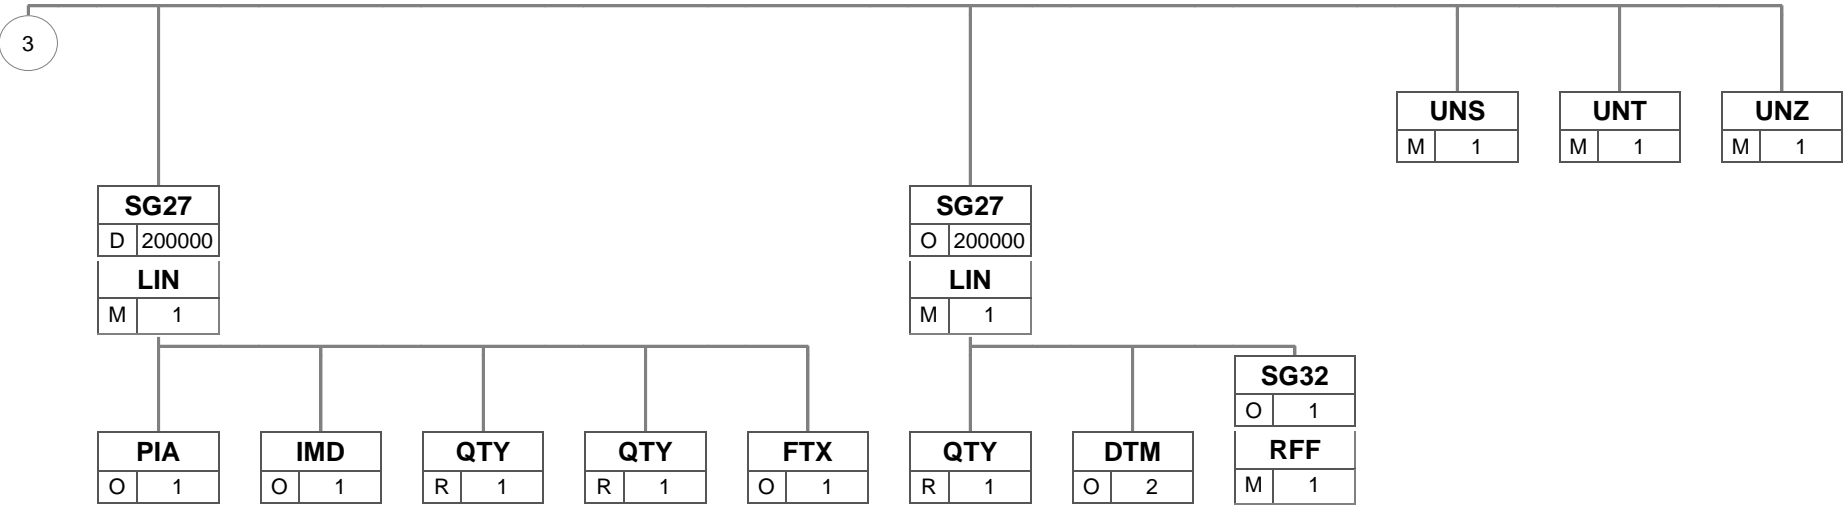 3
UNS UNT UNZ
M 1 M 1 M 1
SG27 SG27
D 200000 O 200000
LIN LIN
M 1 M 1
SG32
O 1
PIA IMD QTY QTY FTX QTY DTM RFF
O 1 O 1 R 1 R 1 O 1 R 1 O 2 M 1